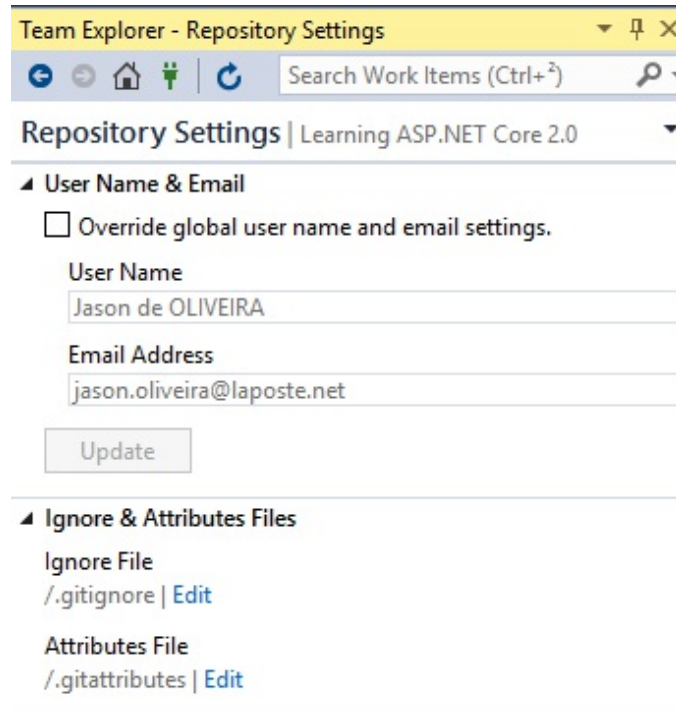 Team Explorer - Repository Settings
Search Work Items (Ctrl+²)
Repository Settings | Learning ASP.NET Core 2.0
User Name & Email
Override global user name and email settings.
User Name
Jason de OLIVEIRA
Email Address
jason.oliveira@laposte.net
Update
Ignore & Attributes Files
Ignore File
/.gitignore | Edit
Attributes File
/.gitattributes | Edit